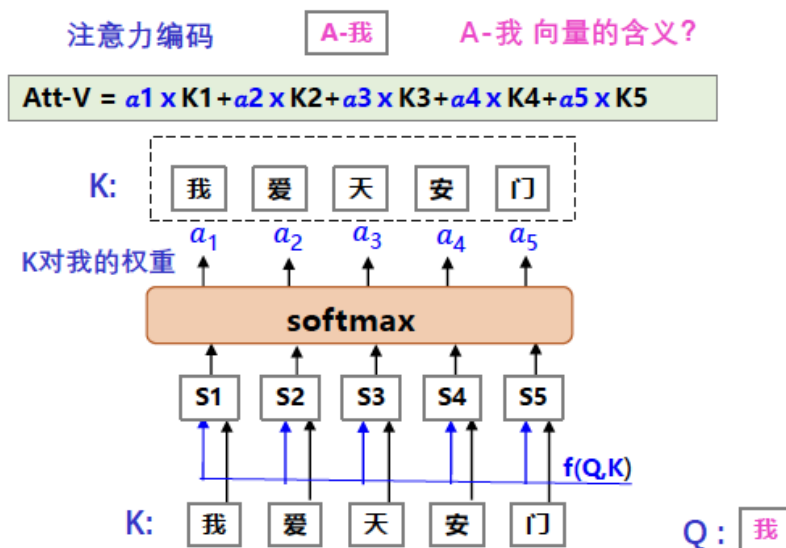 注意力编码 A-我 A-我 向量的含义?
Att-V = a1 x K1+a2 x K2+a3 x K3+a4 x K4+a5 x K5
K: 我 爱 天 安 门
a1 a2 a3 a4 a5
K对我的权重
softmax
S1 S2 S3 S4 S5
f(Q,K)
K: 我 爱 天 安 门 Q : 我